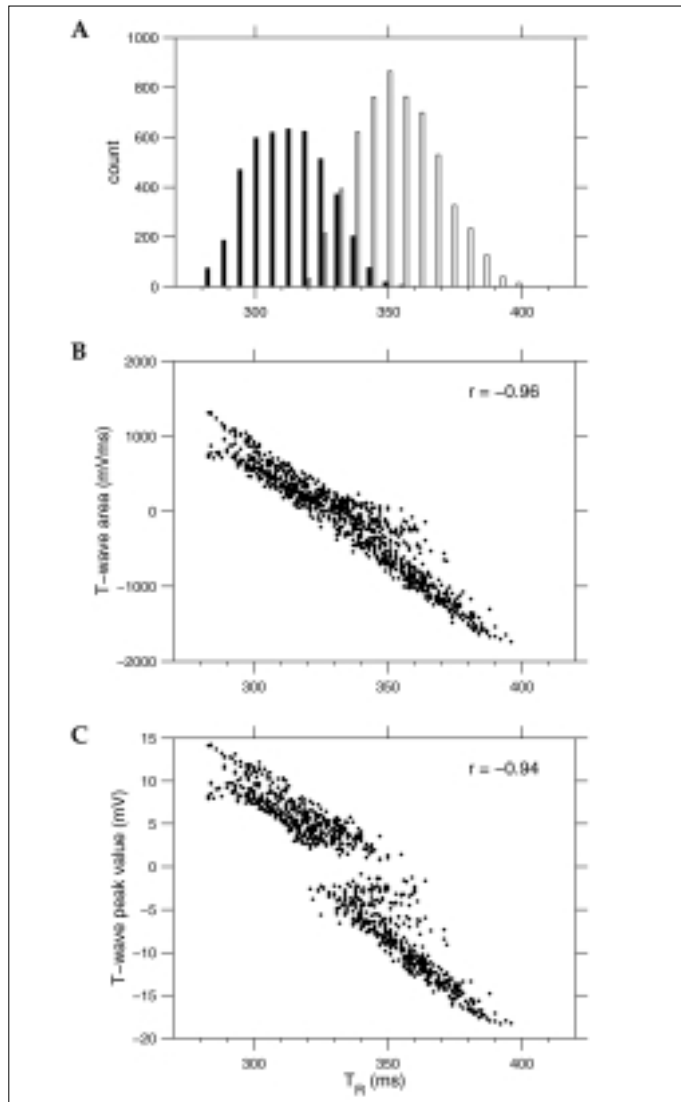 A
1000
800
600
400
200
0
count
300 350 400
B
2000
1000
0
−1000
−2000
T−wave area (mVms)
r = −0.96
300 350 400
C
15
10
5
0
−5
−10
−15
−20
T−wave peak value (mV)
r = −0.94
300 350 400
T_R (ms)